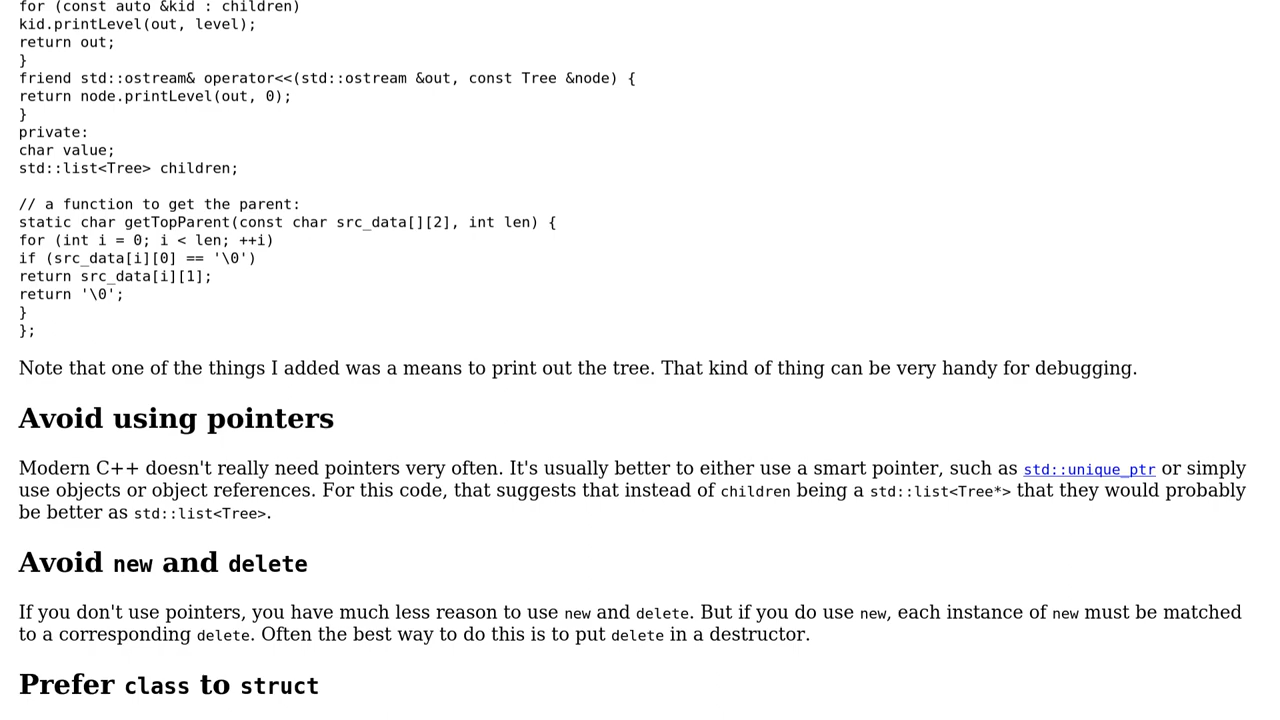 for (const auto &kid : children)
kid.printLevel(out, level);
return out;
}
friend std::ostream& operator<<(std::ostream &out, const Tree &node) {
return node.printLevel(out, 0);
}
private:
char value;
std::list<Tree> children;
// a function to get the parent:
static char getTopParent(const char src_data[][2], int len) {
for (int i = 0; i < len; ++i)
if (src_data[i][0] == '\0')
return src_data[i][1];
return '\0';
}
};
Note that one of the things I added was a means to print out the tree. That kind of thing can be very handy for debugging.
Avoid using pointers
Modern C++ doesn't really need pointers very often. It's usually better to either use a smart pointer, such as std::unique_ptr or simply
use objects or object references. For this code, that suggests that instead of children being a std::list<Tree*> that they would probably
be better as std::list<Tree>.
Avoid new and delete
If you don't use pointers, you have much less reason to use new and delete. But if you do use new, each instance of new must be matched
to a corresponding delete. Often the best way to do this is to put delete in a destructor.
Prefer class to struct